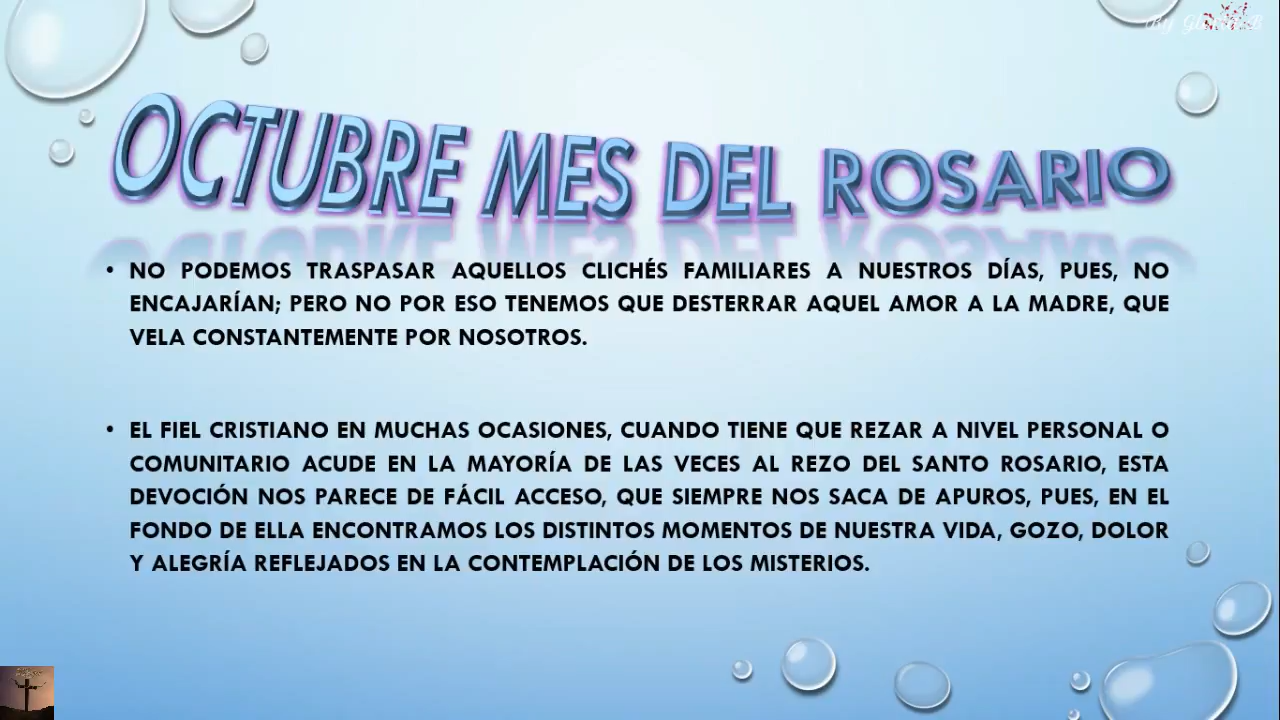 By
OCTUBRE MES DEL ROSARIO
• NO PODEMOS TRASPASAR AQUELLOS CLICHÉS FAMILIARES A NUESTROS DÍAS, PUES, NO
ENCAJARÍAN; PERO NO POR ESO TENEMOS QUE DESTERRAR AQUEL AMOR A LA MADRE, QUE
VELA CONSTANTEMENTE POR NOSOTROS.
• EL FIEL CRISTIANO EN MUCHAS OCASIONES, CUANDO TIENE QUE REZAR A NIVEL PERSONAL O
COMUNITARIO ACUDE EN LA MAYORÍA DE LAS VECES AL REZO DEL SANTO ROSARIO, ESTA
DEVOCIÓN NOS PARECE DE FÁCIL ACCESO, QUE SIEMPRE NOS SACA DE APUROS, PUES, EN EL
FONDO DE ELLA ENCONTRAMOS LOS DISTINTOS MOMENTOS DE NUESTRA VIDA, GOZO, DOLOR
Y ALEGRÍA REFLEJADOS EN LA CONTEMPLACIÓN DE LOS MISTERIOS.